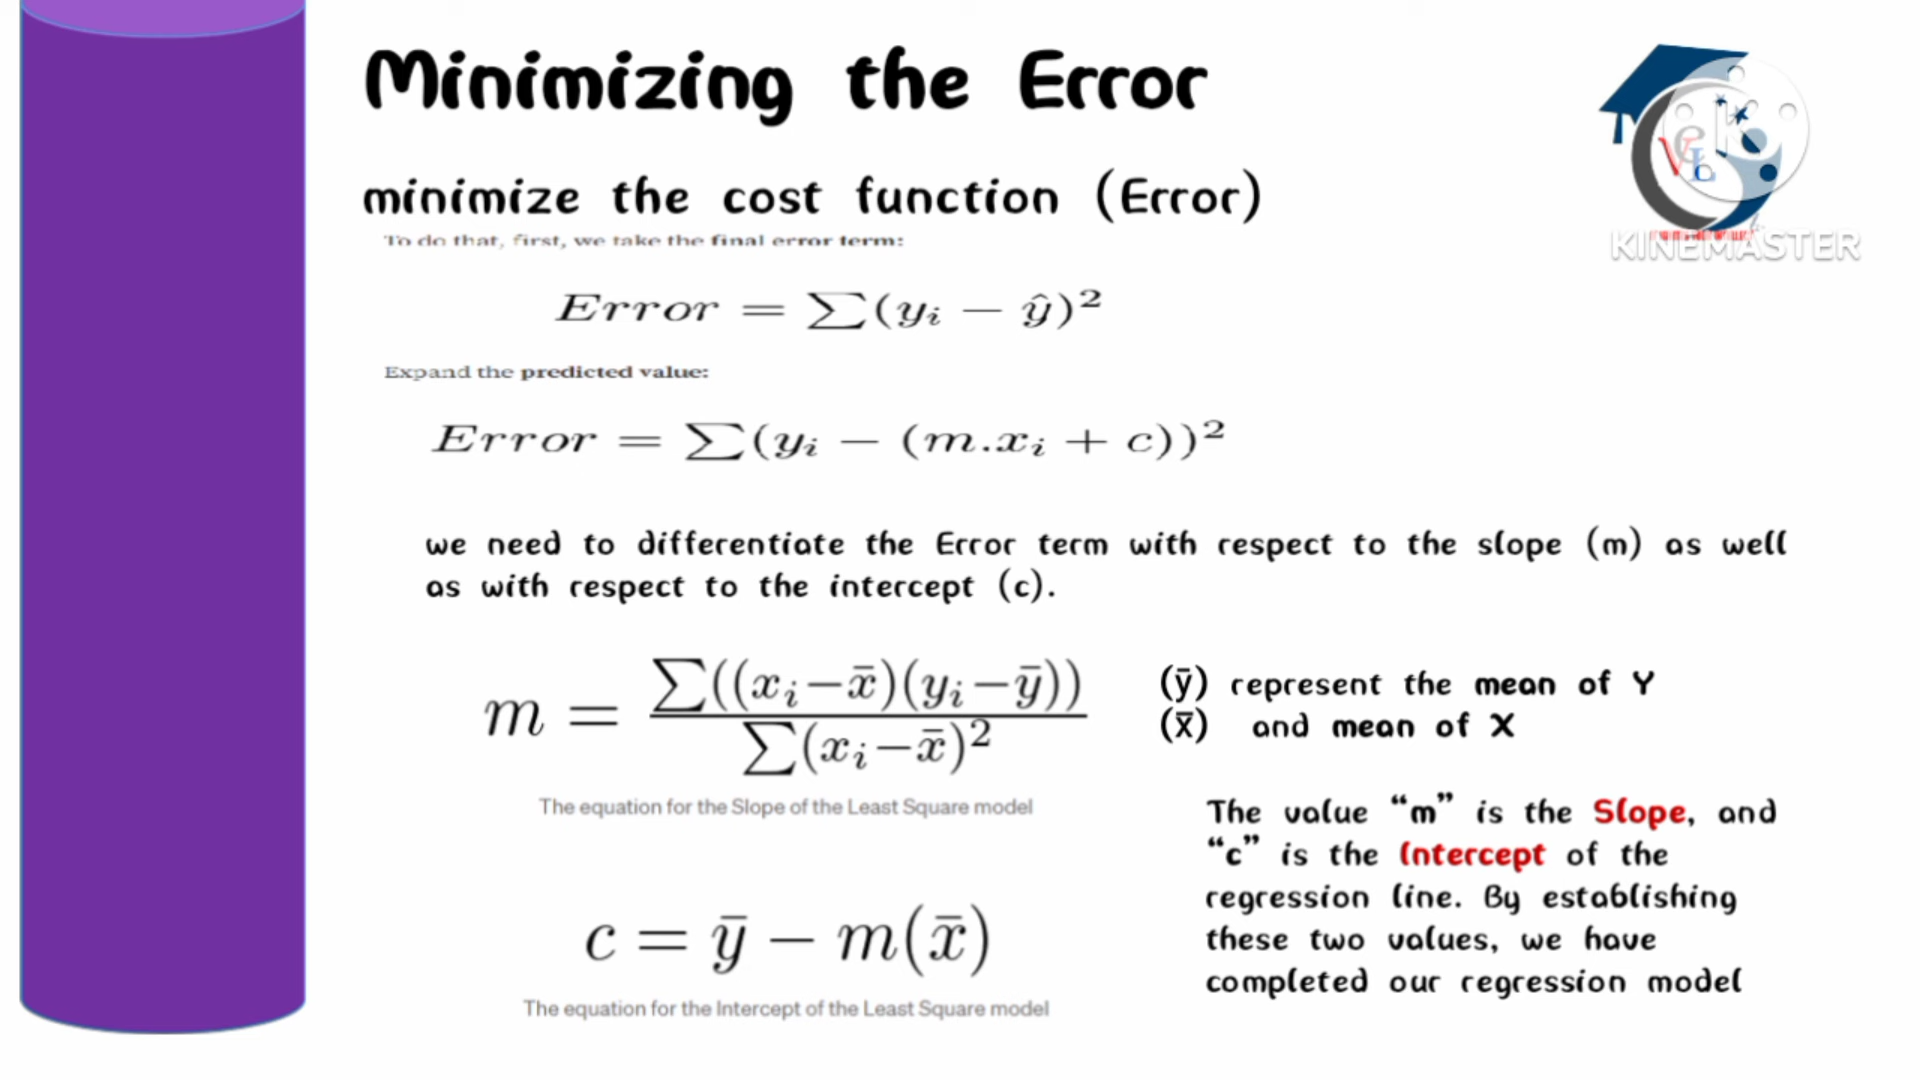 Minimizing the Error
minimize the cost function (Error)
To do that, first, we take the final error term:
Error = ∑(yᵢ − ŷ)²
Expand the predicted value:
Error = ∑(yᵢ − (m.xᵢ + c))²
we need to differentiate the Error term with respect to the slope (m) as well
as with respect to the intercept (c).
m = ∑((xᵢ−x̄)(yᵢ−ȳ)) / ∑(xᵢ−x̄)²
The equation for the Slope of the Least Square model
(ȳ) represent the mean of Y
(x̄) and mean of X
The value “m” is the Slope, and
“c” is the Intercept of the
regression line. By establishing
these two values, we have
completed our regression model
c = ȳ − m(x̄)
The equation for the Intercept of the Least Square model
KINEMASTER